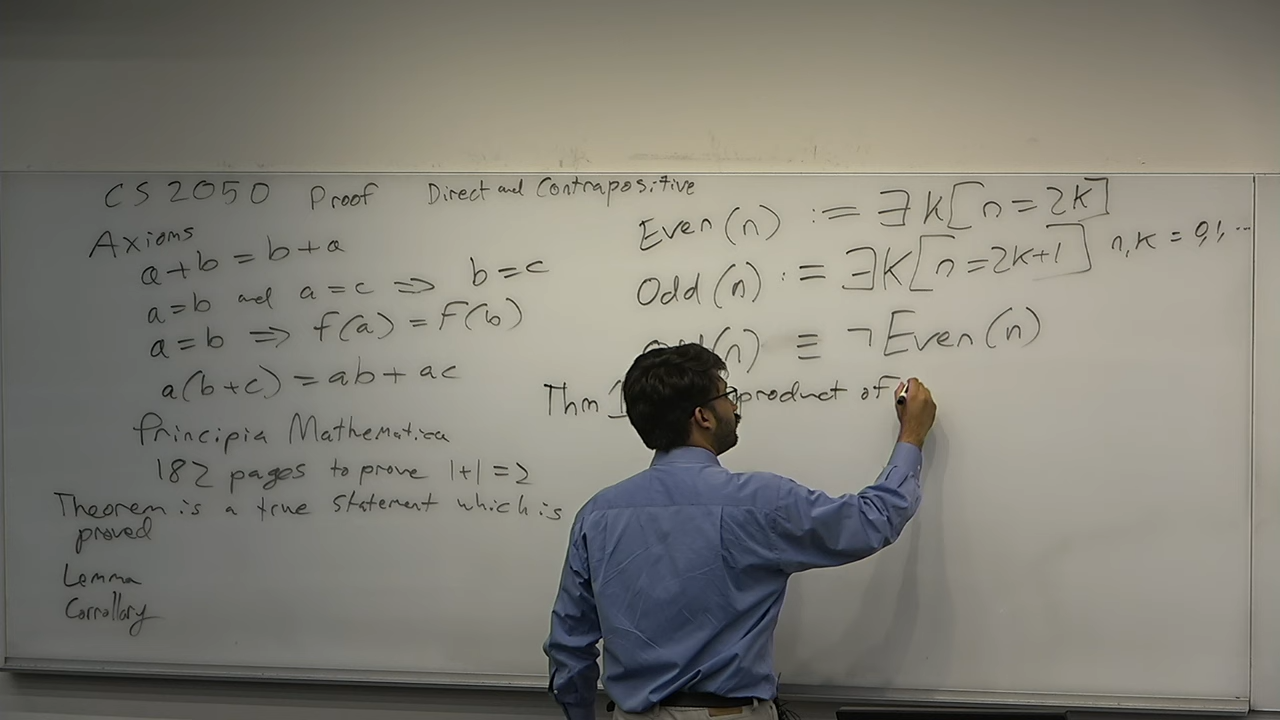 CS 2050 Proof Direct and Contrapositive
Axioms
a+b = b+a
a=b and a=c ⇒ b=c
a=b ⇒ f(a) = f(b)
a(b+c) = ab + ac
Principia Mathematica
182 pages to prove 1+1=2
Theorem is a true statement which is
proved
Lemma
Corrollary
Even(n) := ∃k[n=2k]
Odd(n) := ∃k[n=2k+1] n,k = 0,1,...
(n) ≡ ¬Even(n)
Thm 1 product of